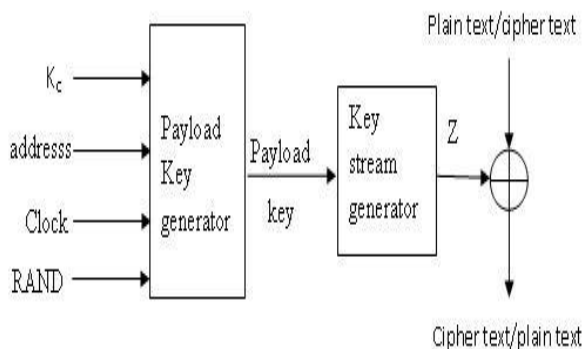 Plain text/cipher text
Kc
addresss
Clock
RAND
Payload
Key
generator
Payload
key
Key
stream
generator
Z
Cipher text/plain text